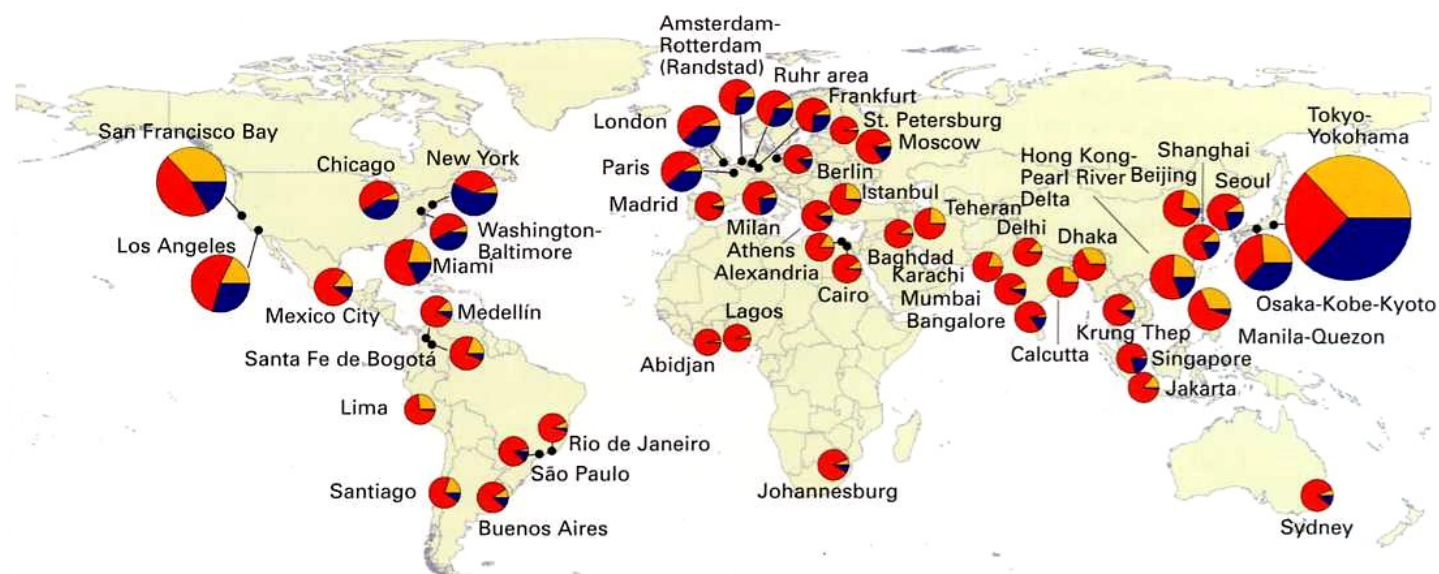 Amsterdam-
Rotterdam
(Randstad)
Ruhr area
Frankfurt
St. Petersburg
Moscow
London
Paris
Berlin
Istanbul
Madrid
Milan
Athens
Alexandria
Cairo
Teheran
Baghdad
Karachi
Mumbai
Bangalore
Delhi
Dhaka
Calcutta
Hong Kong-
Pearl River
Delta
Beijing
Shanghai
Seoul
Tokyo-
Yokohama
Osaka-Kobe-Kyoto
Manila-Quezon
Krung Thep
Singapore
Jakarta
San Francisco Bay
Los Angeles
Chicago
New York
Washington-
Baltimore
Miami
Mexico City
Medellín
Santa Fe de Bogotá
Lima
Rio de Janeiro
São Paulo
Santiago
Buenos Aires
Lagos
Abidjan
Johannesburg
Sydney